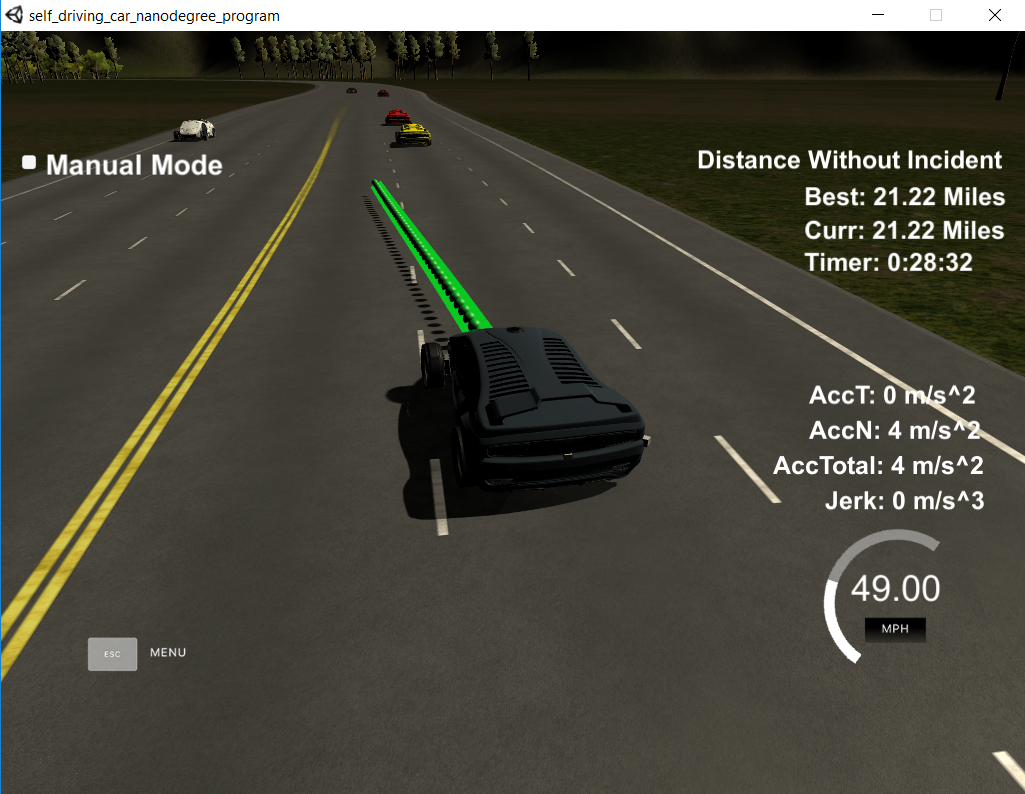 self_driving_car_nanodegree_program
Manual Mode
Distance Without Incident
Best: 21.22 Miles
Curr: 21.22 Miles
Timer: 0:28:32
AccT: 0 m/s^2
AccN: 4 m/s^2
AccTotal: 4 m/s^2
Jerk: 0 m/s^3
49.00
MPH
ESC MENU